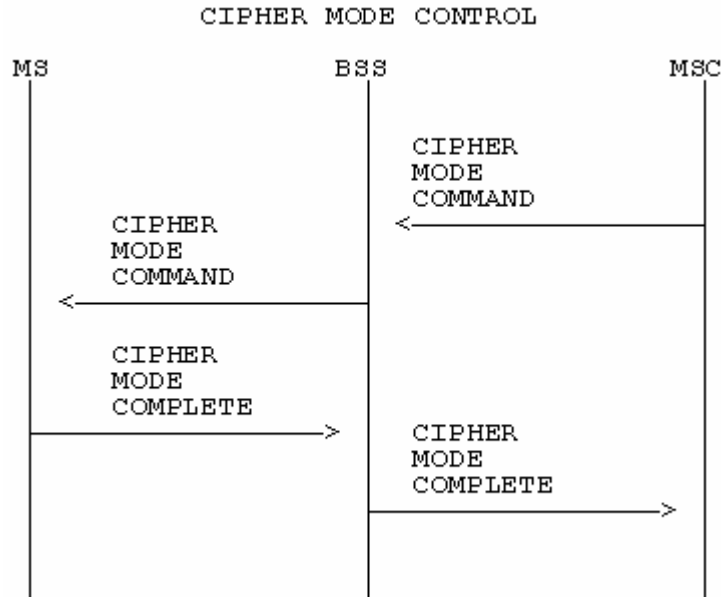 CIPHER MODE CONTROL
MS BSS MSC
CIPHER
MODE
COMMAND
CIPHER
MODE
COMMAND
CIPHER
MODE
COMPLETE
CIPHER
MODE
COMPLETE